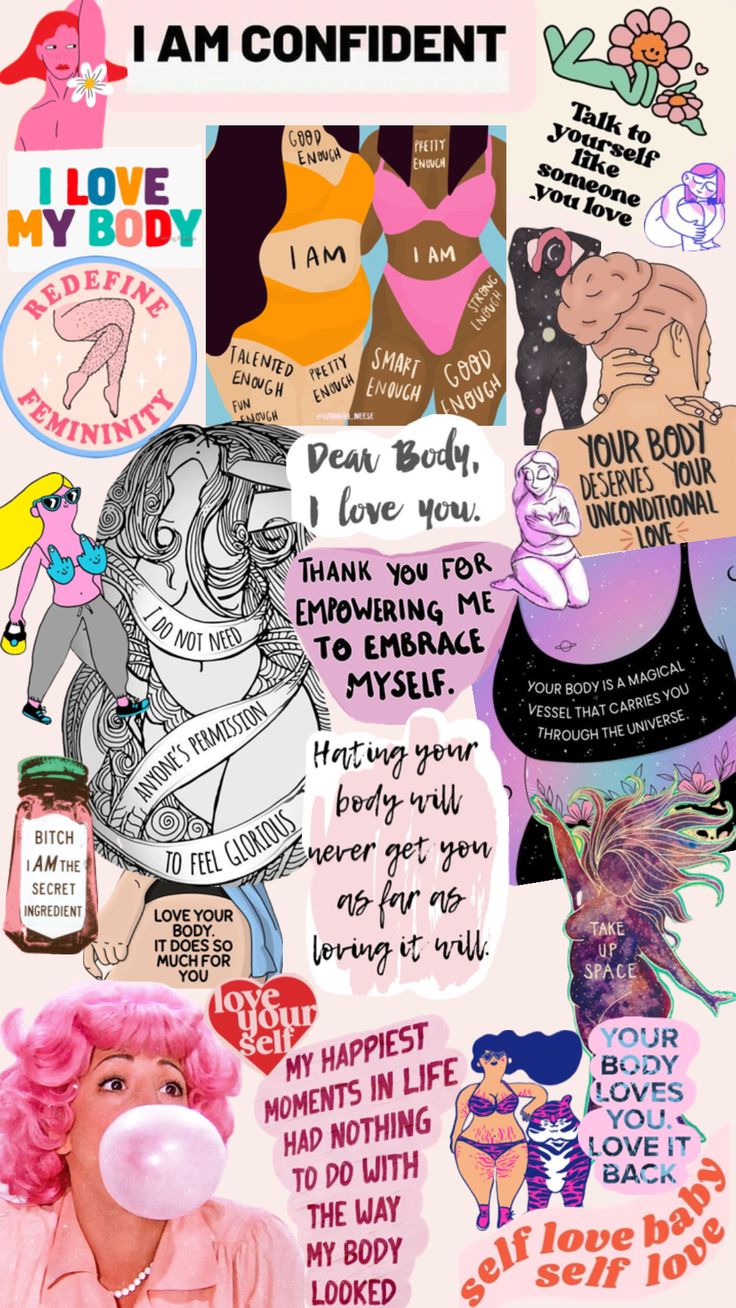 I AM CONFIDENT
Talk to
yourself
like
someone
you love
I LOVE
MY BODY
GOOD
ENOUGH
I AM
TALENTED
ENOUGH
FUN
ENOUGH
PRETTY
ENOUGH
PRETTY
ENOUGH
I AM
STRONG
ENOUGH
SMART
ENOUGH
GOOD
ENOUGH
@HANNAH_NEESE
REDEFINE
FEMININITY
YOUR BODY
DESERVES YOUR
UNCONDITIONAL
LOVE
Dear Body,
I love you.
THANK YOU FOR
EMPOWERING ME
TO EMBRACE
MYSELF.
I DO NOT NEED
ANYONE'S PERMISSION
TO FEEL GLORIOUS
YOUR BODY IS A MAGICAL
VESSEL THAT CARRIES YOU
THROUGH THE UNIVERSE.
Hating your
body will
never get you
as far as
loving it will.
BITCH
I AM THE
SECRET
INGREDIENT
LOVE YOUR
BODY.
IT DOES SO
MUCH FOR
YOU
TAKE
UP
SPACE
love
your
self
MY HAPPIEST
MOMENTS IN LIFE
HAD NOTHING
TO DO WITH
THE WAY
MY BODY
LOOKED
YOUR
BODY
LOVES
YOU.
LOVE IT
BACK
self love baby
self love